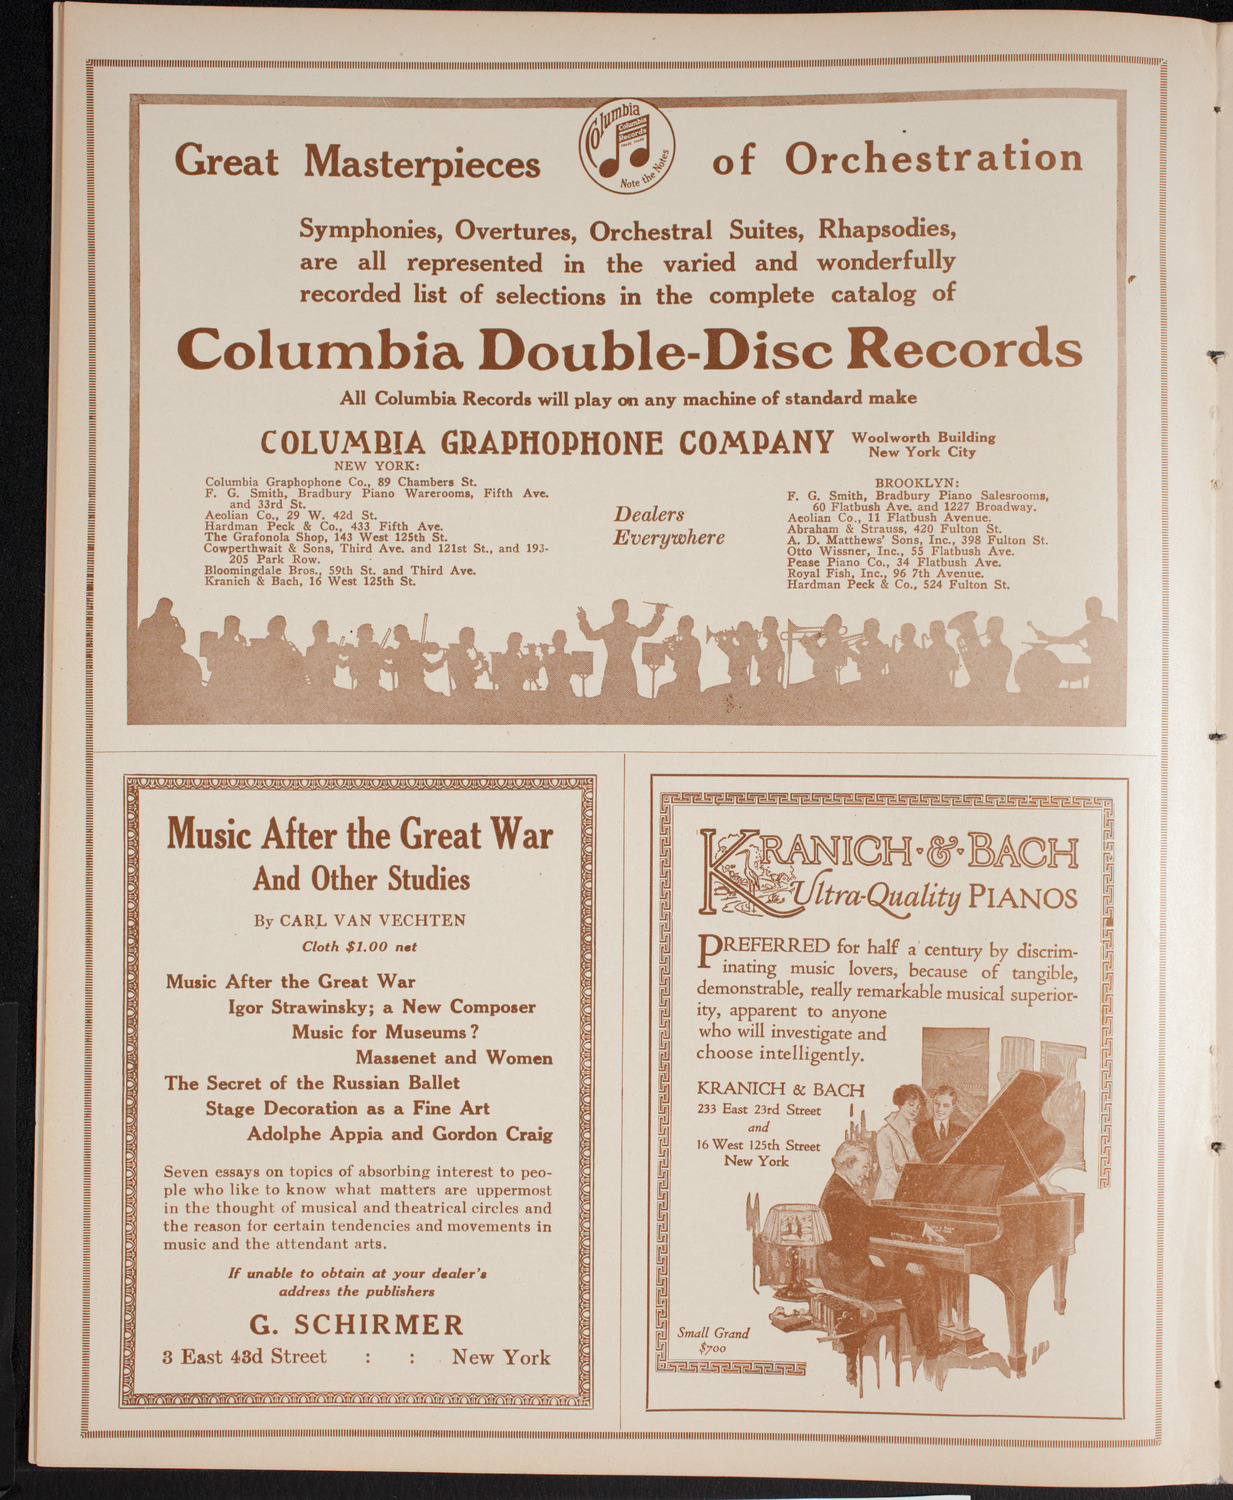 Great Masterpieces of Orchestration
Columbia
Columbia
Records
Note the Notes
Symphonies, Overtures, Orchestral Suites, Rhapsodies,
are all represented in the varied and wonderfully
recorded list of selections in the complete catalog of
Columbia Double-Disc Records
All Columbia Records will play on any machine of standard make
COLUMBIA GRAPHOPHONE COMPANY
Woolworth Building
New York City
NEW YORK:
Columbia Graphophone Co., 89 Chambers St.
F. G. Smith, Bradbury Piano Warerooms, Fifth Ave.
and 33rd St.
Aeolian Co., 29 W. 42d St.
Hardman Peck & Co., 433 Fifth Ave.
The Grafonola Shop, 143 West 125th St.
Cowperthwait & Sons, Third Ave. and 121st St., and 193-
205 Park Row.
Bloomingdale Bros., 59th St. and Third Ave.
Kranich & Bach, 16 West 125th St.
Dealers
Everywhere
BROOKLYN:
F. G. Smith, Bradbury Piano Salesrooms,
60 Flatbush Ave. and 1227 Broadway.
Aeolian Co., 11 Flatbush Avenue.
Abraham & Strauss, 420 Fulton St.
A. D. Matthews' Sons, Inc., 398 Fulton St.
Otto Wissner, Inc., 55 Flatbush Ave.
Pease Piano Co., 34 Flatbush Ave.
Royal Fish, Inc., 96 7th Avenue.
Hardman Peck & Co., 524 Fulton St.
Music After the Great War
And Other Studies
By CARL VAN VECHTEN
Cloth $1.00 net
Music After the Great War
Igor Strawinsky; a New Composer
Music for Museums?
Massenet and Women
The Secret of the Russian Ballet
Stage Decoration as a Fine Art
Adolphe Appia and Gordon Craig
Seven essays on topics of absorbing interest to peo-
ple who like to know what matters are uppermost
in the thought of musical and theatrical circles and
the reason for certain tendencies and movements in
music and the attendant arts.
If unable to obtain at your dealer's
address the publishers
G. SCHIRMER
3 East 43d Street : : New York
KRANICH & BACH
Ultra-Quality PIANOS
PREFERRED for half a century by discrim-
inating music lovers, because of tangible,
demonstrable, really remarkable musical superior-
ity, apparent to anyone
who will investigate and
choose intelligently.
KRANICH & BACH
233 East 23rd Street
and
16 West 125th Street
New York
Small Grand
$700